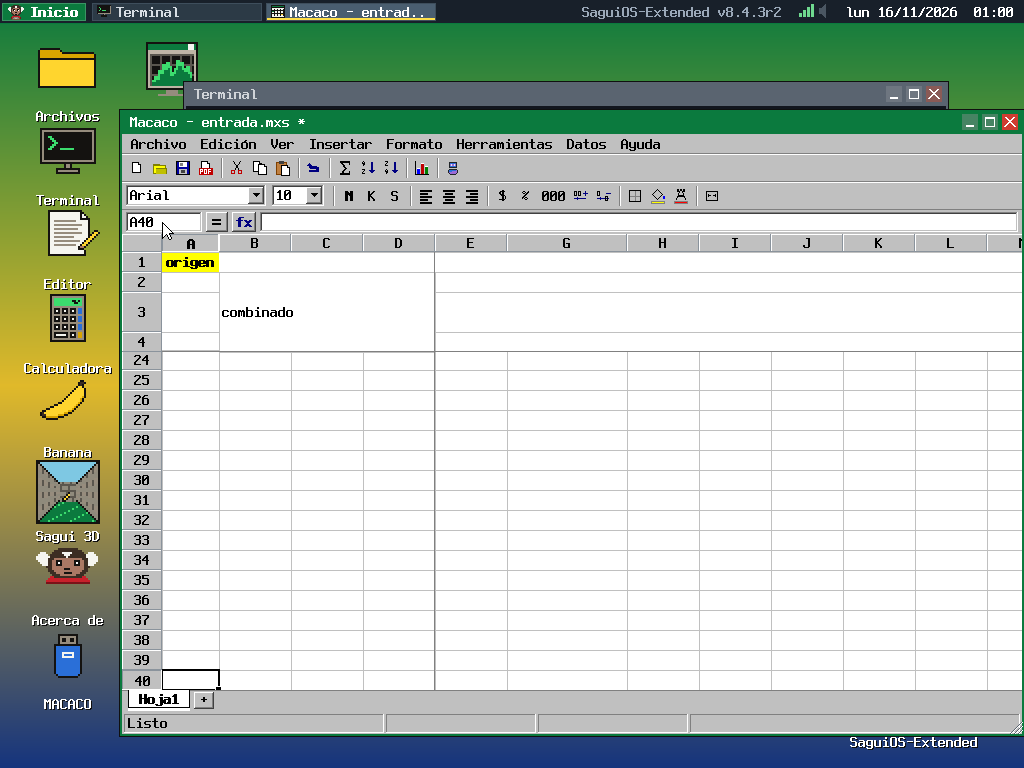 Inicio
Terminal
Macaco - entrad..
SaguiOS-Extended v8.4.3r2
lun 16/11/2026
01:00
Archivos
Terminal
Editor
Calculadora
Banana
Sagui 3D
Acerca de
MACACO
Terminal
Macaco - entrada.mxs *
Archivo Edición Ver Insertar Formato Herramientas Datos Ayuda
Arial
10
N K S
$ % 000
A40
= fx
A B C D E G H I J K L
1 origen
2
3 combinado
4
24
25
26
27
28
29
30
31
32
33
34
35
36
37
38
39
40
Hoja1 +
Listo
SaguiOS-Extended